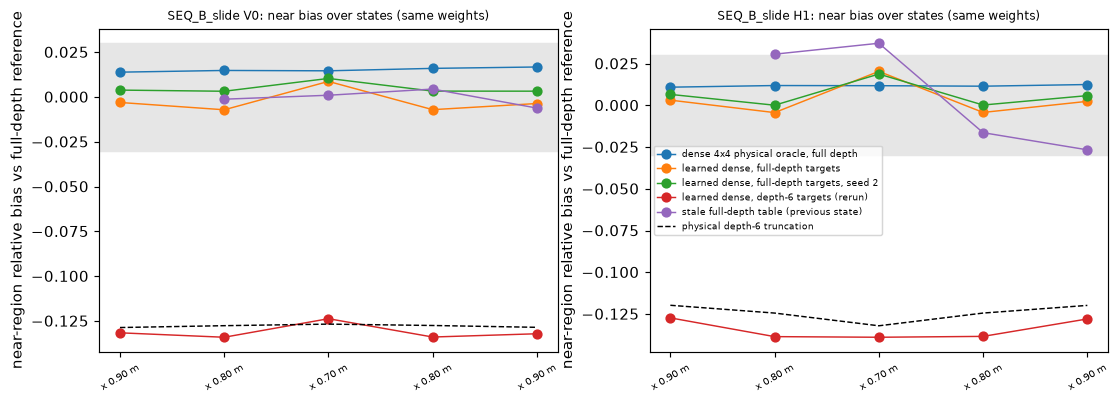 SEQ_B_slide V0: near bias over states (same weights)
near-region relative bias vs full-depth reference
0.025
0.000
−0.025
−0.050
−0.075
−0.100
−0.125
x 0.90 m
x 0.80 m
x 0.70 m
x 0.80 m
x 0.90 m
SEQ_B_slide H1: near bias over states (same weights)
near-region relative bias vs full-depth reference
0.025
0.000
−0.025
−0.050
−0.075
−0.100
−0.125
dense 4x4 physical oracle, full depth
learned dense, full-depth targets
learned dense, full-depth targets, seed 2
learned dense, depth-6 targets (rerun)
stale full-depth table (previous state)
physical depth-6 truncation
x 0.90 m
x 0.80 m
x 0.70 m
x 0.80 m
x 0.90 m